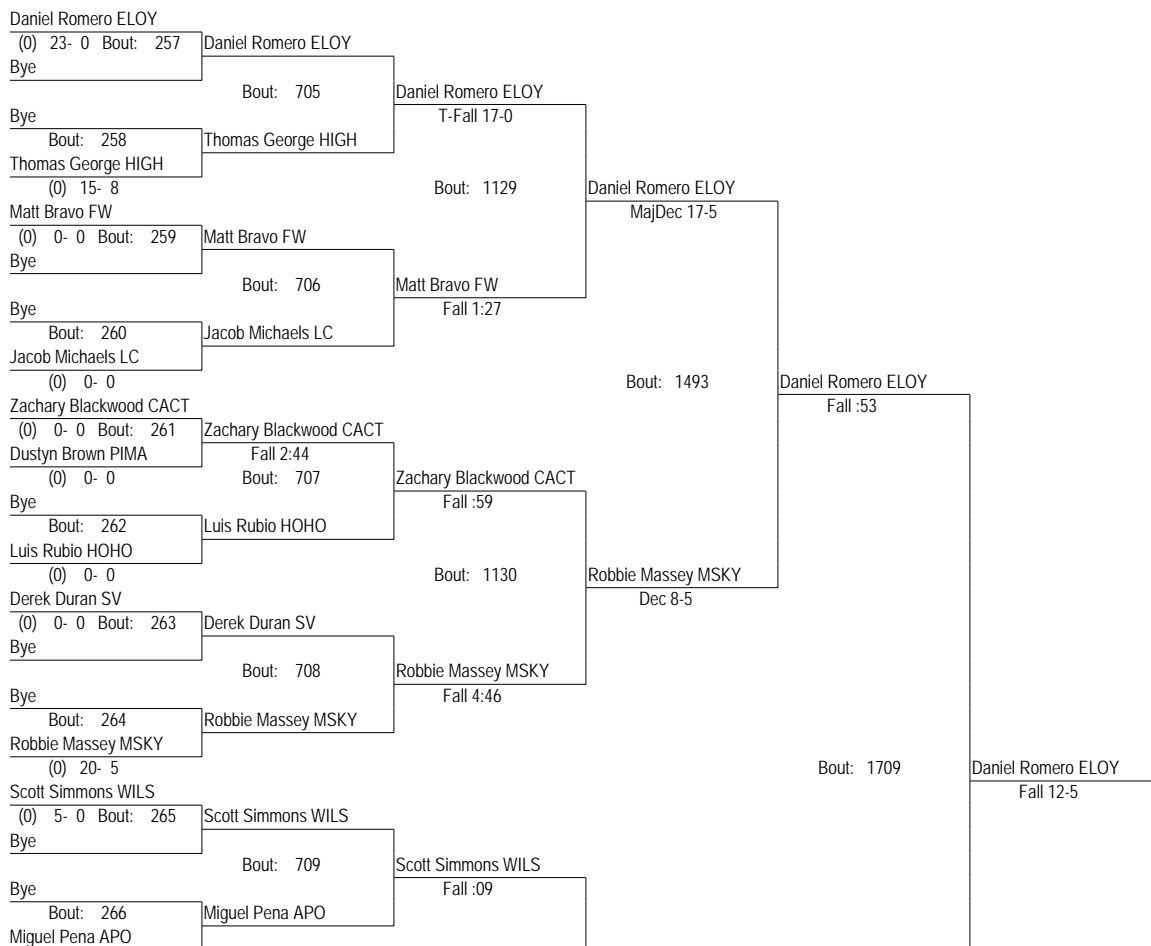 Daniel Romero ELOY
(0) 23- 0 Bout: 257 Daniel Romero ELOY
Bye
Bout: 705 Daniel Romero ELOY
Bye T-Fall 17-0
Bout: 258 Thomas George HIGH
Thomas George HIGH
(0) 15- 8 Bout: 1129 Daniel Romero ELOY
Matt Bravo FW MajDec 17-5
(0) 0- 0 Bout: 259 Matt Bravo FW
Bye
Bout: 706 Matt Bravo FW
Bye Fall 1:27
Bout: 260 Jacob Michaels LC
Jacob Michaels LC
(0) 0- 0 Bout: 1493 Daniel Romero ELOY
Zachary Blackwood CACT Fall :53
(0) 0- 0 Bout: 261 Zachary Blackwood CACT
Dustyn Brown PIMA Fall 2:44
(0) 0- 0 Bout: 707 Zachary Blackwood CACT
Bye Fall :59
Bout: 262 Luis Rubio HOHO
Luis Rubio HOHO
(0) 0- 0 Bout: 1130 Robbie Massey MSKY
Derek Duran SV Dec 8-5
(0) 0- 0 Bout: 263 Derek Duran SV
Bye
Bout: 708 Robbie Massey MSKY
Bye Fall 4:46
Bout: 264 Robbie Massey MSKY
Robbie Massey MSKY
(0) 20- 5 Bout: 1709 Daniel Romero ELOY
Scott Simmons WILS Fall 12-5
(0) 5- 0 Bout: 265 Scott Simmons WILS
Bye
Bout: 709 Scott Simmons WILS
Bye Fall :09
Bout: 266 Miguel Pena APO
Miguel Pena APO